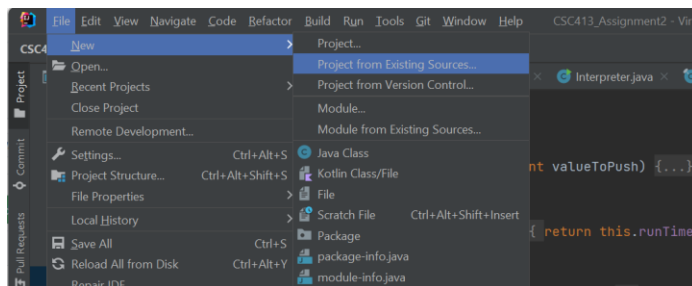 File Edit View Navigate Code Refactor Build Run Tools Git Window Help CSC413_Assignment2 - Vir
CSC4
New
Open...
Recent Projects
Close Project
Remote Development...
Settings... Ctrl+Alt+S
Project Structure... Ctrl+Alt+Shift+S
File Properties
Local History
Save All Ctrl+S
Reload All from Disk Ctrl+Alt+Y
Repair IDE
Project...
Project from Existing Sources...
Project from Version Control...
Module...
Module from Existing Sources...
Java Class
Kotlin Class/File
File
Scratch File Ctrl+Alt+Shift+Insert
Package
package-info.java
module-info.java
Interpreter.java
nt valueToPush) {...}
{ return this.runTime
Project
Commit
Pull Requests